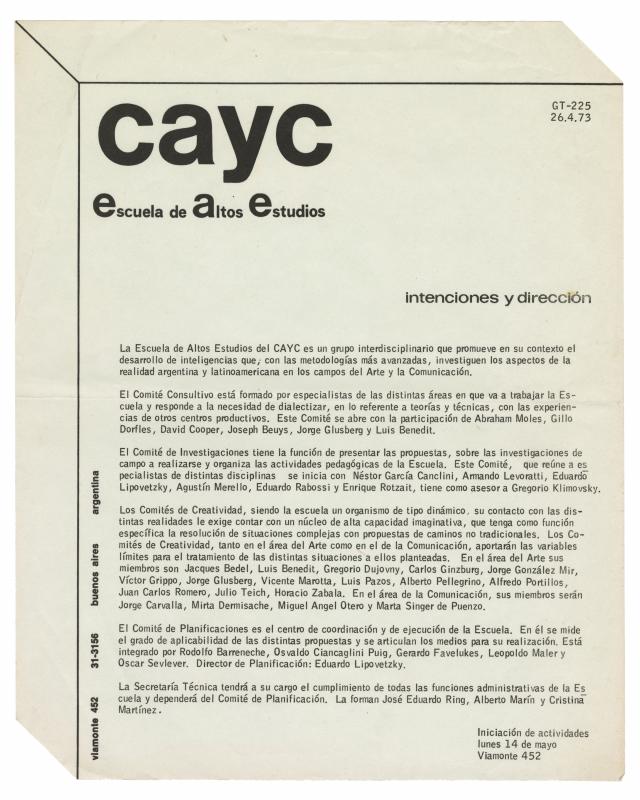 cayc
GT-225
26.4.73
escuela de altos estudios
intenciones y dirección
La Escuela de Altos Estudios del CAYC es un grupo interdisciplinario que promueve en su contexto el
desarrollo de inteligencias que, con las metodologías más avanzadas, investiguen los aspectos de la
realidad argentina y latinoamericana en los campos del Arte y la Comunicación.
El Comité Consultivo está formado por especialistas de las distintas áreas en que va a trabajar la Es-
cuela y responde a la necesidad de dialectizar, en lo referente a teorías y técnicas, con las experien-
cias de otros centros productivos. Este Comité se abre con la participación de Abraham Moles, Gillo
Dorfles, David Cooper, Joseph Beuys, Jorge Glusberg y Luis Benedit.
El Comité de Investigaciones tiene la función de presentar las propuestas, sobre las investigaciones de
campo a realizarse y organiza las actividades pedagógicas de la Escuela. Este Comité, que reúne a es
pecialistas de distintas disciplinas se inicia con Néstor García Canclini, Armando Levoratti, Eduardo
Lipovetzky, Agustín Merello, Eduardo Rabossi y Enrique Rotzait, tiene como asesor a Gregorio Klimovsky.
Los Comités de Creatividad, siendo la escuela un organismo de tipo dinámico, su contacto con las dis-
tintas realidades le exige contar con un núcleo de alta capacidad imaginativa, que tenga como función
específica la resolución de situaciones complejas con propuestas de caminos no tradicionales. Los Co-
mités de Creatividad, tanto en el área del Arte como en el de la Comunicación, aportarán las variables
límites para el tratamiento de las distintas situaciones a ellos planteadas. En el área del Arte sus
miembros son Jacques Bedel, Luis Benedit, Gregorio Dujovny, Carlos Ginzburg, Jorge González Mir,
Víctor Grippo, Jorge Glusberg, Vicente Marotta, Luis Pazos, Alberto Pellegrino, Alfredo Portillos,
Juan Carlos Romero, Julio Teich, Horacio Zabala. En el área de la Comunicación, sus miembros serán
Jorge Carvalla, Mirta Dermisache, Miguel Angel Otero y Marta Singer de Puenzo.
El Comité de Planificaciones es el centro de coordinación y de ejecución de la Escuela. En él se mide
el grado de aplicabilidad de las distintas propuestas y se articulan los medios para su realización. Está
integrado por Rodolfo Barreneche, Osvaldo Ciancaglini Puig, Gerardo Favelukes, Leopoldo Maler y
Oscar Sevlever. Director de Planificación: Eduardo Lipovetzky.
La Secretaría Técnica tendrá a su cargo el cumplimiento de todas las funciones administrativas de la Es
cuela y dependerá del Comité de Planificación. La forman José Eduardo Ring, Alberto Marín y Cristina
Martínez.
Iniciación de actividades
lunes 14 de mayo
Viamonte 452
viamonte 452 31-3156 buenos aires argentina